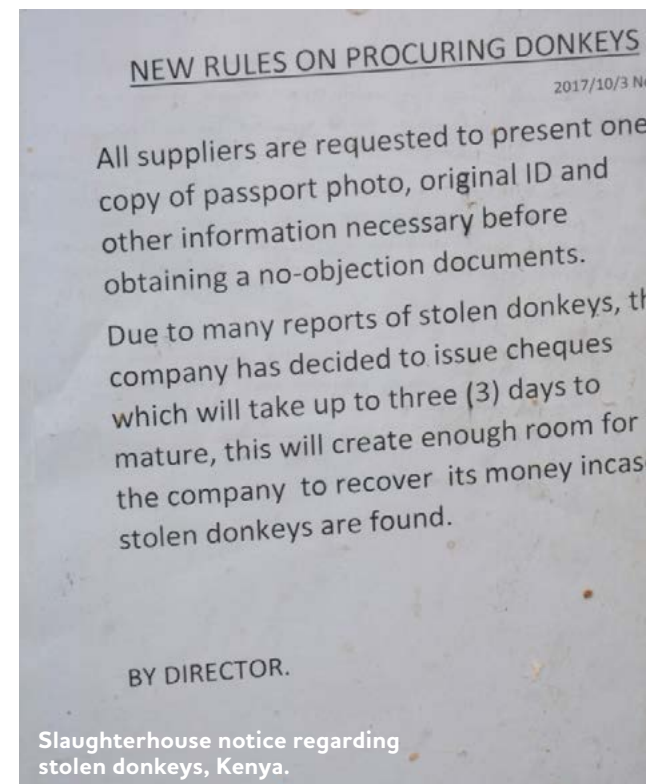 NEW RULES ON PROCURING DONKEYS
2017/10/3
All suppliers are requested to present one
copy of passport photo, original ID and
other information necessary before
obtaining a no-objection documents.
Due to many reports of stolen donkeys,
company has decided to issue cheques
which will take up to three (3) days to
mature, this will create enough room for
the company to recover its money
stolen donkeys are found.
BY DIRECTOR.
Slaughterhouse notice regarding
stolen donkeys, Kenya.